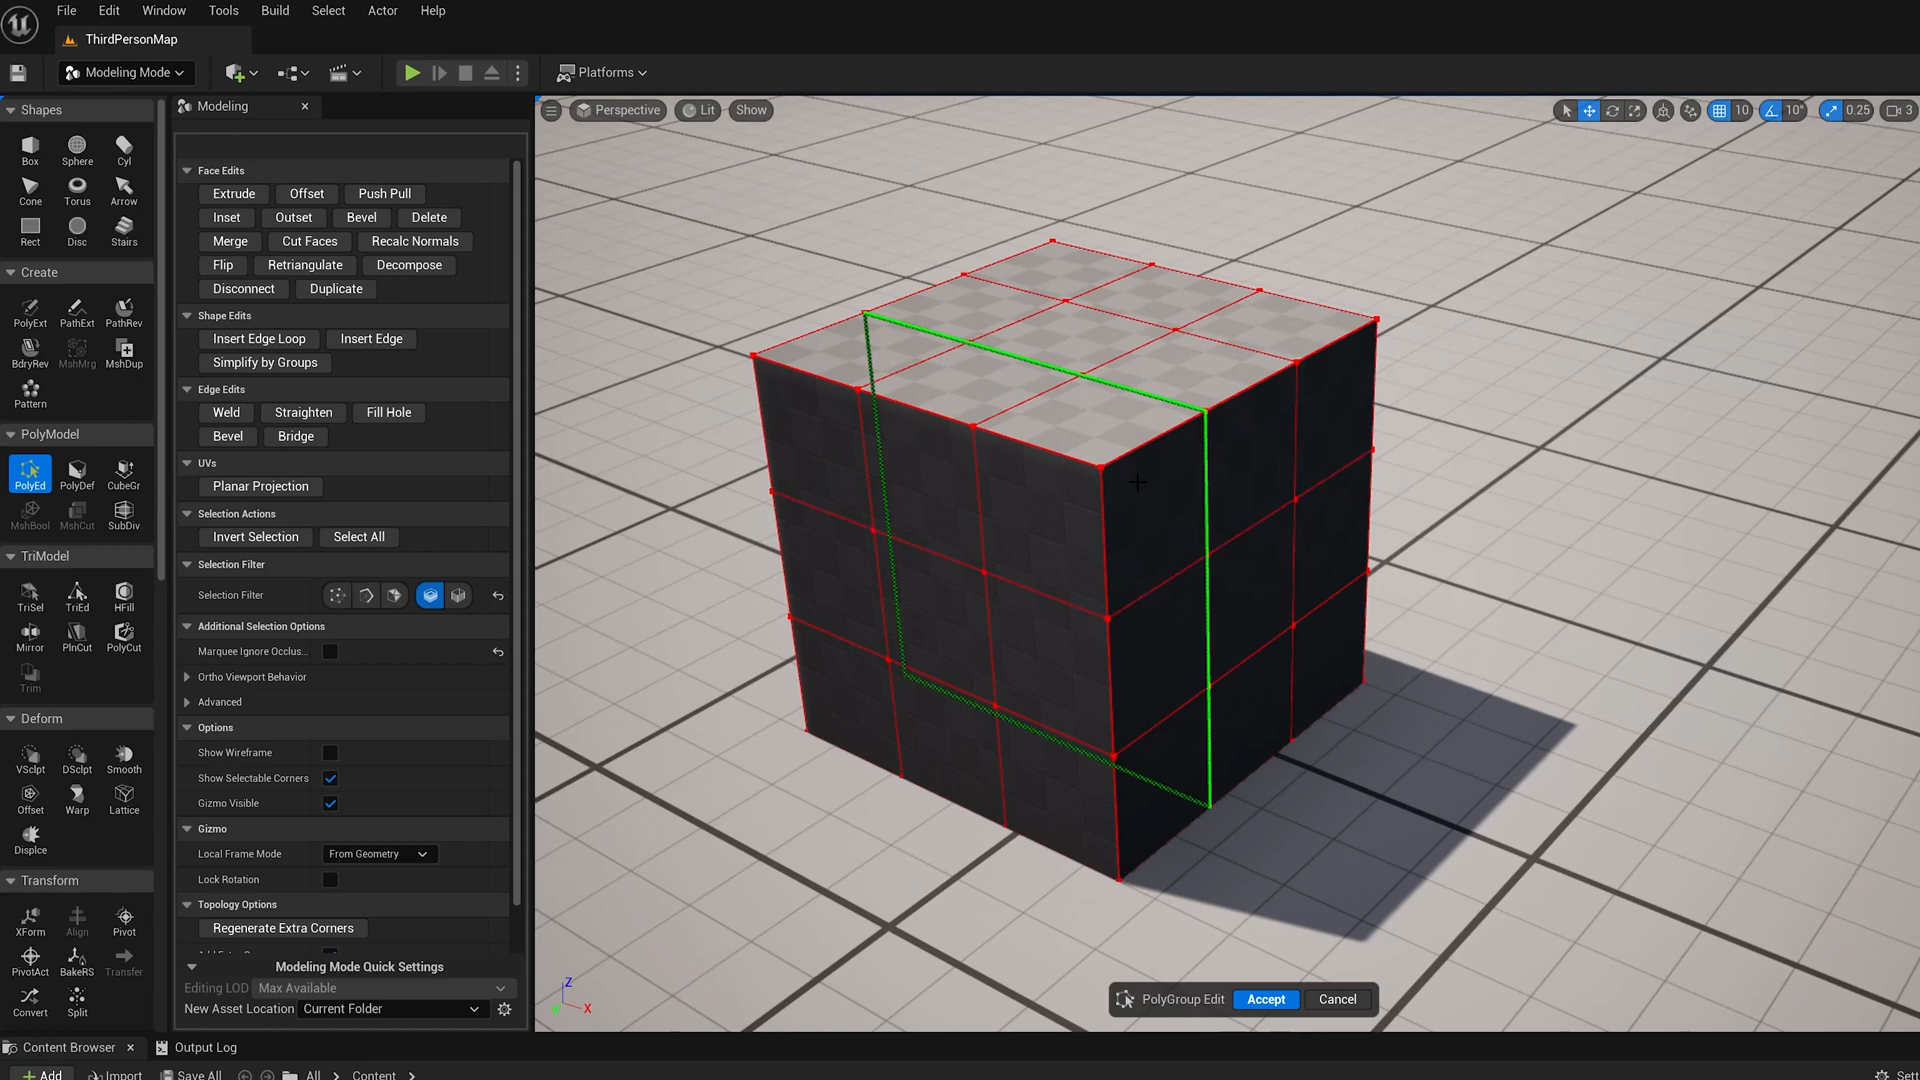 File Edit Window Tools Build Select Actor Help
ThirdPersonMap
Modeling Mode
Platforms
Shapes
Box Sphere Cyl
Cone Torus Arrow
Rect Disc Stairs
Create
PolyExt PathExt PathRev
BdryRev MshMrg MshDup
Pattern
PolyModel
PolyEd PolyDef CubeGr
MshBool MshCut SubDiv
TriModel
TriSel TriEd HFill
Mirror PlnCut PolyCut
Trim
Deform
VSclpt DSclpt Smooth
Offset Warp Lattice
Displce
Transform
XForm Align Pivot
PivotAct BakeRS Transfer
Convert Split
Modeling
Face Edits
Extrude Offset Push Pull
Inset Outset Bevel Delete
Merge Cut Faces Recalc Normals
Flip Retriangulate Decompose
Disconnect Duplicate
Shape Edits
Insert Edge Loop Insert Edge
Simplify by Groups
Edge Edits
Weld Straighten Fill Hole
Bevel Bridge
UVs
Planar Projection
Selection Actions
Invert Selection Select All
Selection Filter
Selection Filter
Additional Selection Options
Marquee Ignore Occlus...
Ortho Viewport Behavior
Advanced
Options
Show Wireframe
Show Selectable Corners
Gizmo Visible
Gizmo
Local Frame Mode From Geometry
Lock Rotation
Topology Options
Regenerate Extra Corners
Modeling Mode Quick Settings
Editing LOD Max Available
New Asset Location Current Folder
Perspective Lit Show
10 10° 0.25 3
Z
X
PolyGroup Edit Accept Cancel
Content Browser Output Log
Add Import Save All All Content